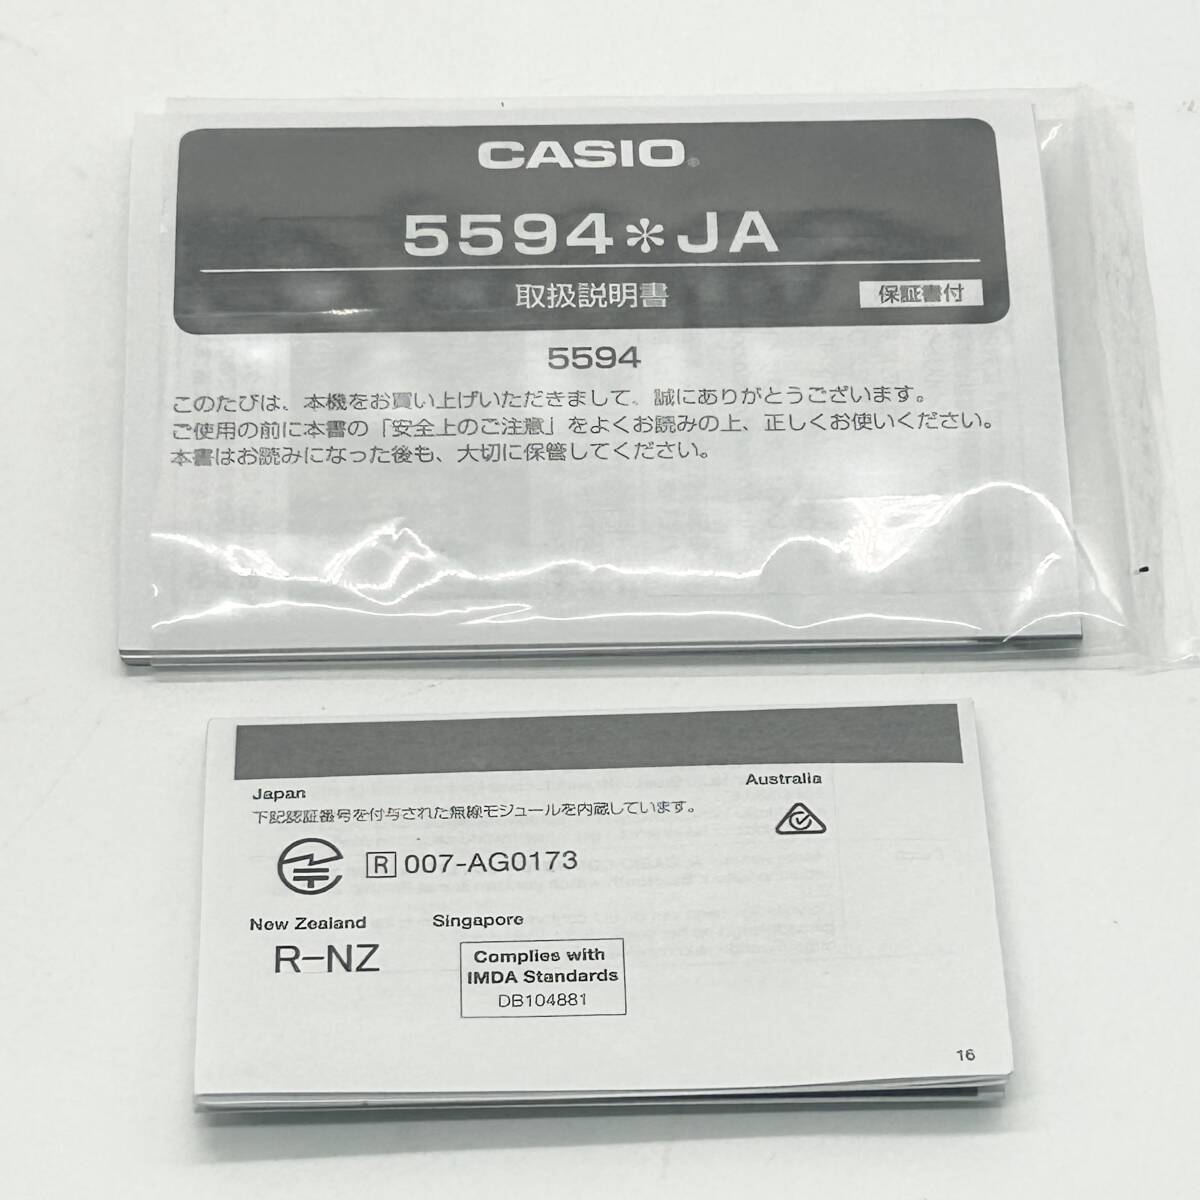 CASIO®
5594*JA
取扱説明書
保証書付
5594
このたびは、本機をお買い上げいただきまして、誠にありがとうございます。
ご使用の前に本書の「安全上のご注意」をよくお読みの上、正しくお使いください。
本書はお読みになった後も、大切に保管してください。
Japan
下記認証番号を付与された無線モジュールを内蔵しています。
R 007-AG0173
Australia
New Zealand
R-NZ
Singapore
Complies with
IMDA Standards
DB104881
16